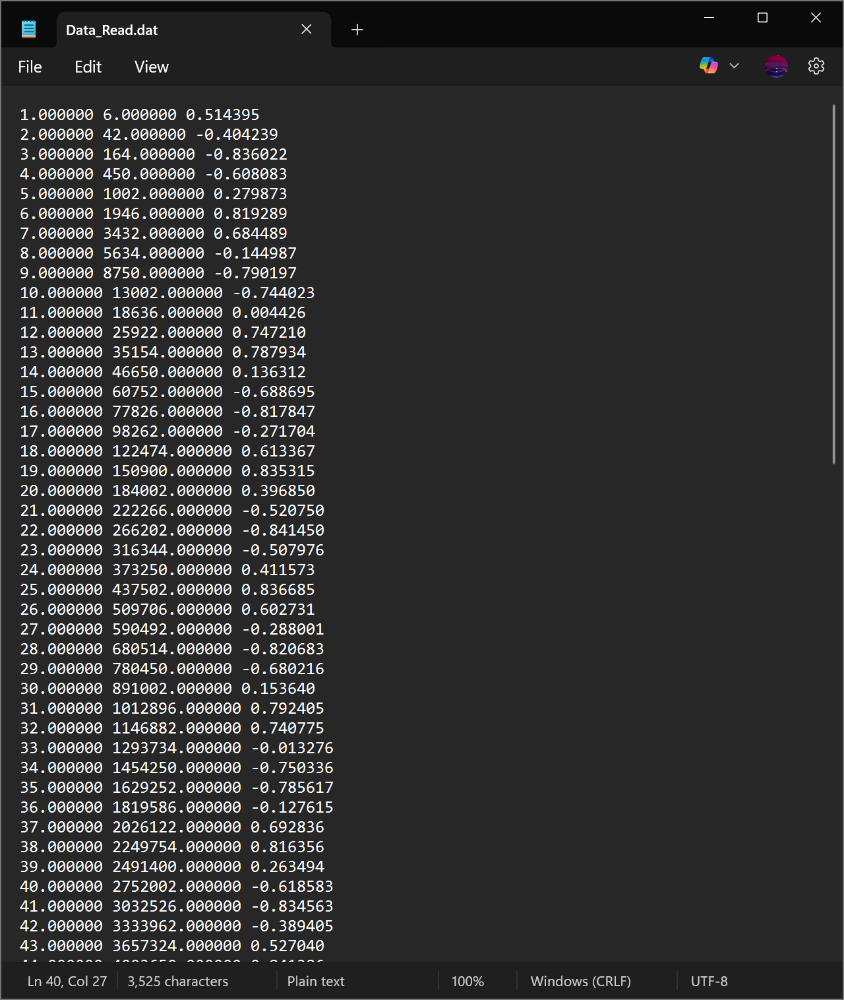 Data_Read.dat
File Edit View
1.000000 6.000000 0.514395
2.000000 42.000000 -0.404239
3.000000 164.000000 -0.836022
4.000000 450.000000 -0.608083
5.000000 1002.000000 0.279873
6.000000 1946.000000 0.819289
7.000000 3432.000000 0.684489
8.000000 5634.000000 -0.144987
9.000000 8750.000000 -0.790197
10.000000 13002.000000 -0.744023
11.000000 18636.000000 0.004426
12.000000 25922.000000 0.747210
13.000000 35154.000000 0.787934
14.000000 46650.000000 0.136312
15.000000 60752.000000 -0.688695
16.000000 77826.000000 -0.817847
17.000000 98262.000000 -0.271704
18.000000 122474.000000 0.613367
19.000000 150900.000000 0.835315
20.000000 184002.000000 0.396850
21.000000 222266.000000 -0.520750
22.000000 266202.000000 -0.841450
23.000000 316344.000000 -0.507976
24.000000 373250.000000 0.411573
25.000000 437502.000000 0.836685
26.000000 509706.000000 0.602731
27.000000 590492.000000 -0.288001
28.000000 680514.000000 -0.820683
29.000000 780450.000000 -0.680216
30.000000 891002.000000 0.153640
31.000000 1012896.000000 0.792405
32.000000 1146882.000000 0.740775
33.000000 1293734.000000 -0.013276
34.000000 1454250.000000 -0.750336
35.000000 1629252.000000 -0.785617
36.000000 1819586.000000 -0.127615
37.000000 2026122.000000 0.692836
38.000000 2249754.000000 0.816356
39.000000 2491400.000000 0.263494
40.000000 2752002.000000 -0.618583
41.000000 3032526.000000 -0.834563
42.000000 3333962.000000 -0.389405
43.000000 3657324.000000 0.527040
Ln 40, Col 27 3,525 characters Plain text 100% Windows (CRLF) UTF-8